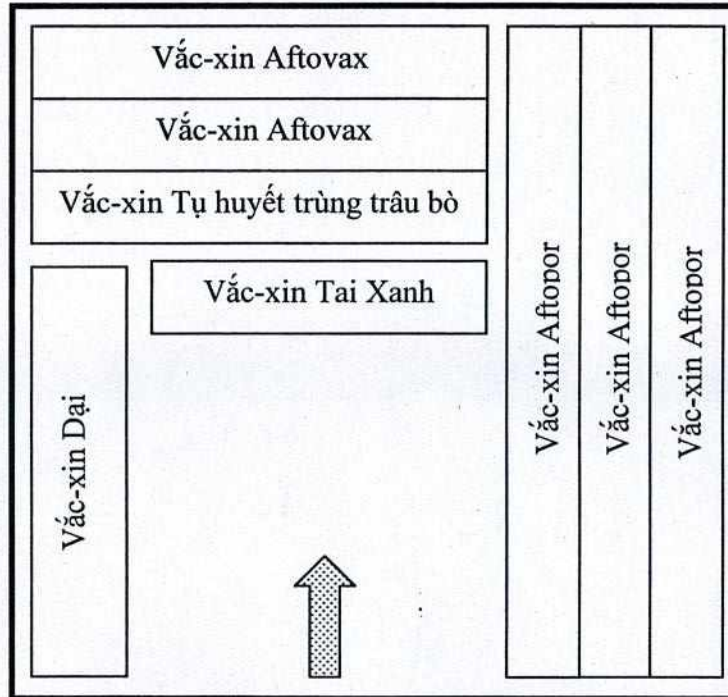 Vắc-xin Aftovax
Vắc-xin Aftovax
Vắc-xin Tụ huyết trùng trâu bò
Vắc-xin Tai Xanh
Vắc-xin Dại
Vắc-xin Aftopor
Vắc-xin Aftopor
Vắc-xin Aftopor